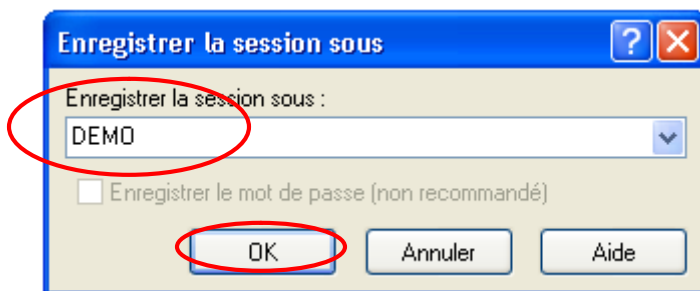 Enregistrer la session sous
Enregistrer la session sous :
DEMO
Enregistrer le mot de passe (non recommandé)
OK Annuler Aide